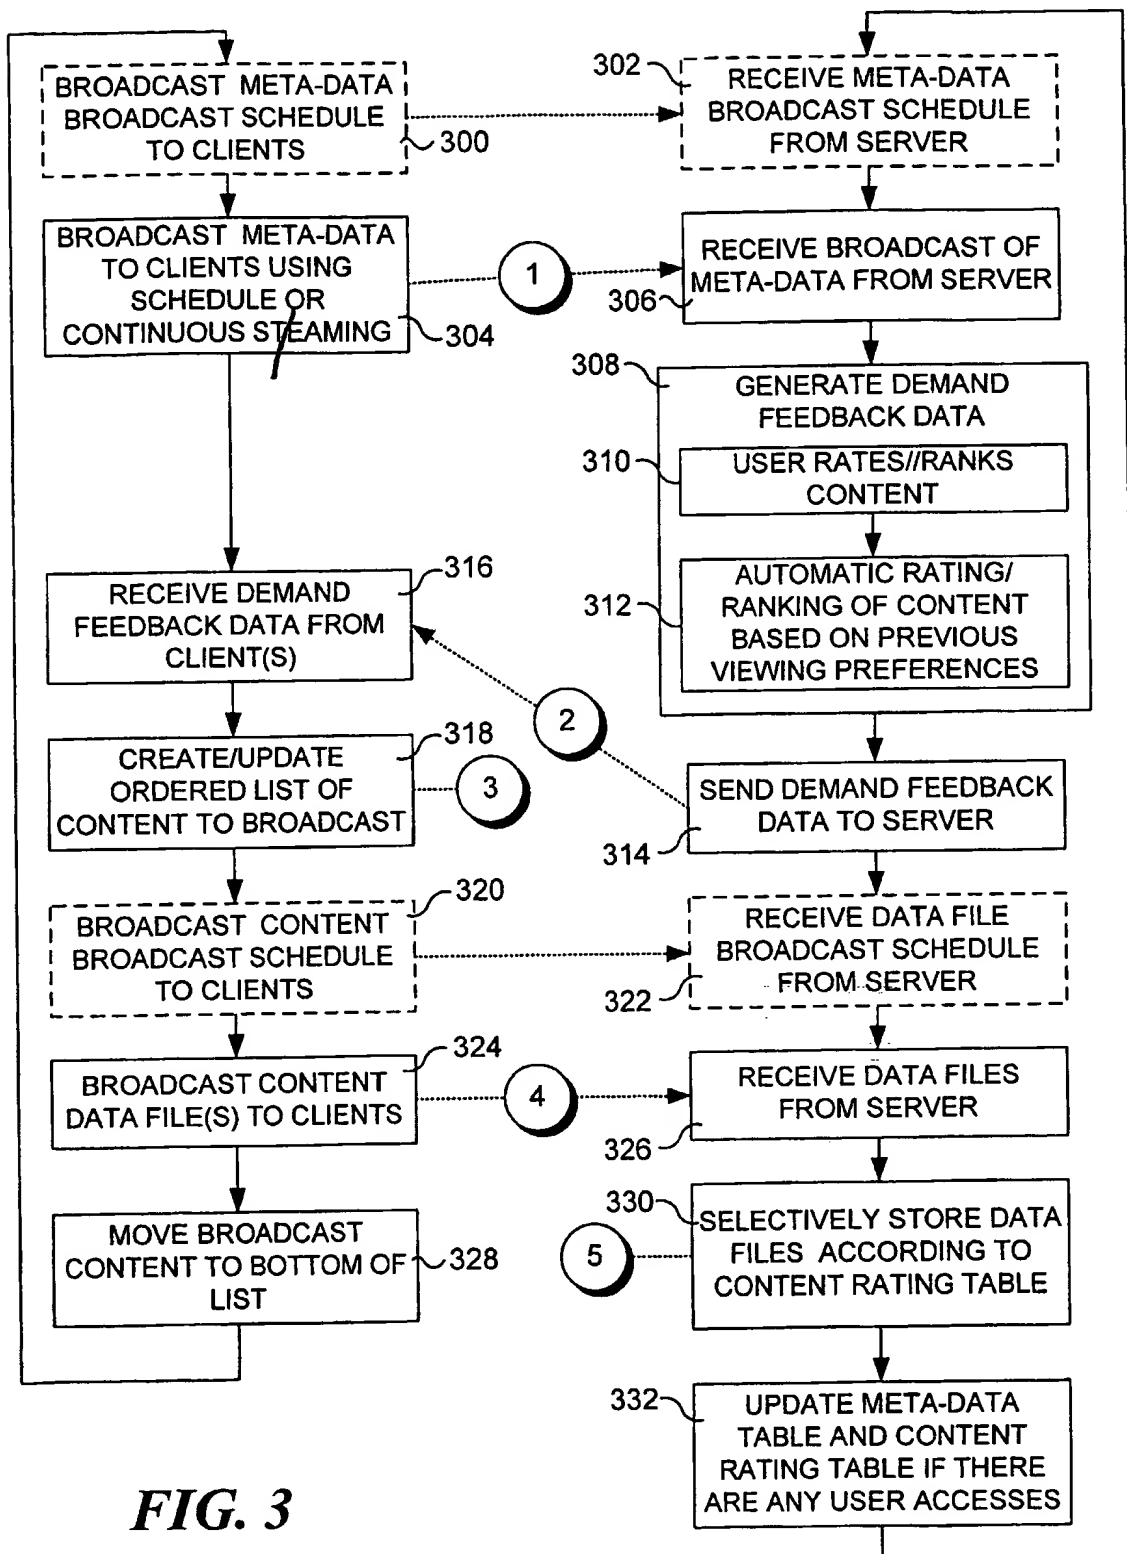 BROADCAST META-DATA
BROADCAST SCHEDULE
TO CLIENTS
300
302
RECEIVE META-DATA
BROADCAST SCHEDULE
FROM SERVER
BROADCAST META-DATA
TO CLIENTS USING
SCHEDULE OR
CONTINUOUS STEAMING
304
1
RECEIVE BROADCAST OF
META-DATA FROM SERVER
306
308
GENERATE DEMAND
FEEDBACK DATA
310
USER RATES//RANKS
CONTENT
312
AUTOMATIC RATING/
RANKING OF CONTENT
BASED ON PREVIOUS
VIEWING PREFERENCES
316
RECEIVE DEMAND
FEEDBACK DATA FROM
CLIENT(S)
2
318
CREATE/UPDATE
ORDERED LIST OF
CONTENT TO BROADCAST
3
SEND DEMAND FEEDBACK
DATA TO SERVER
314
320
BROADCAST CONTENT
BROADCAST SCHEDULE
TO CLIENTS
RECEIVE DATA FILE
BROADCAST SCHEDULE
FROM SERVER
322
324
BROADCAST CONTENT
DATA FILE(S) TO CLIENTS
4
RECEIVE DATA FILES
FROM SERVER
326
MOVE BROADCAST
CONTENT TO BOTTOM OF
LIST
328
330
5
SELECTIVELY STORE DATA
FILES ACCORDING TO
CONTENT RATING TABLE
332
UPDATE META-DATA
TABLE AND CONTENT
RATING TABLE IF THERE
ARE ANY USER ACCESSES
FIG. 3